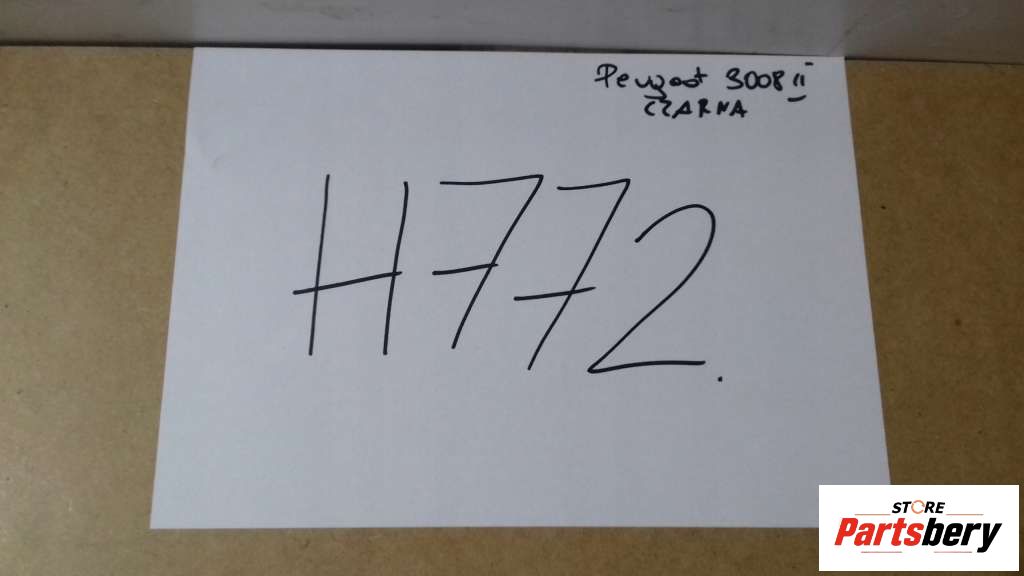 Peugeot 3008 II
CZARNA
H772.
STORE
Partsbery